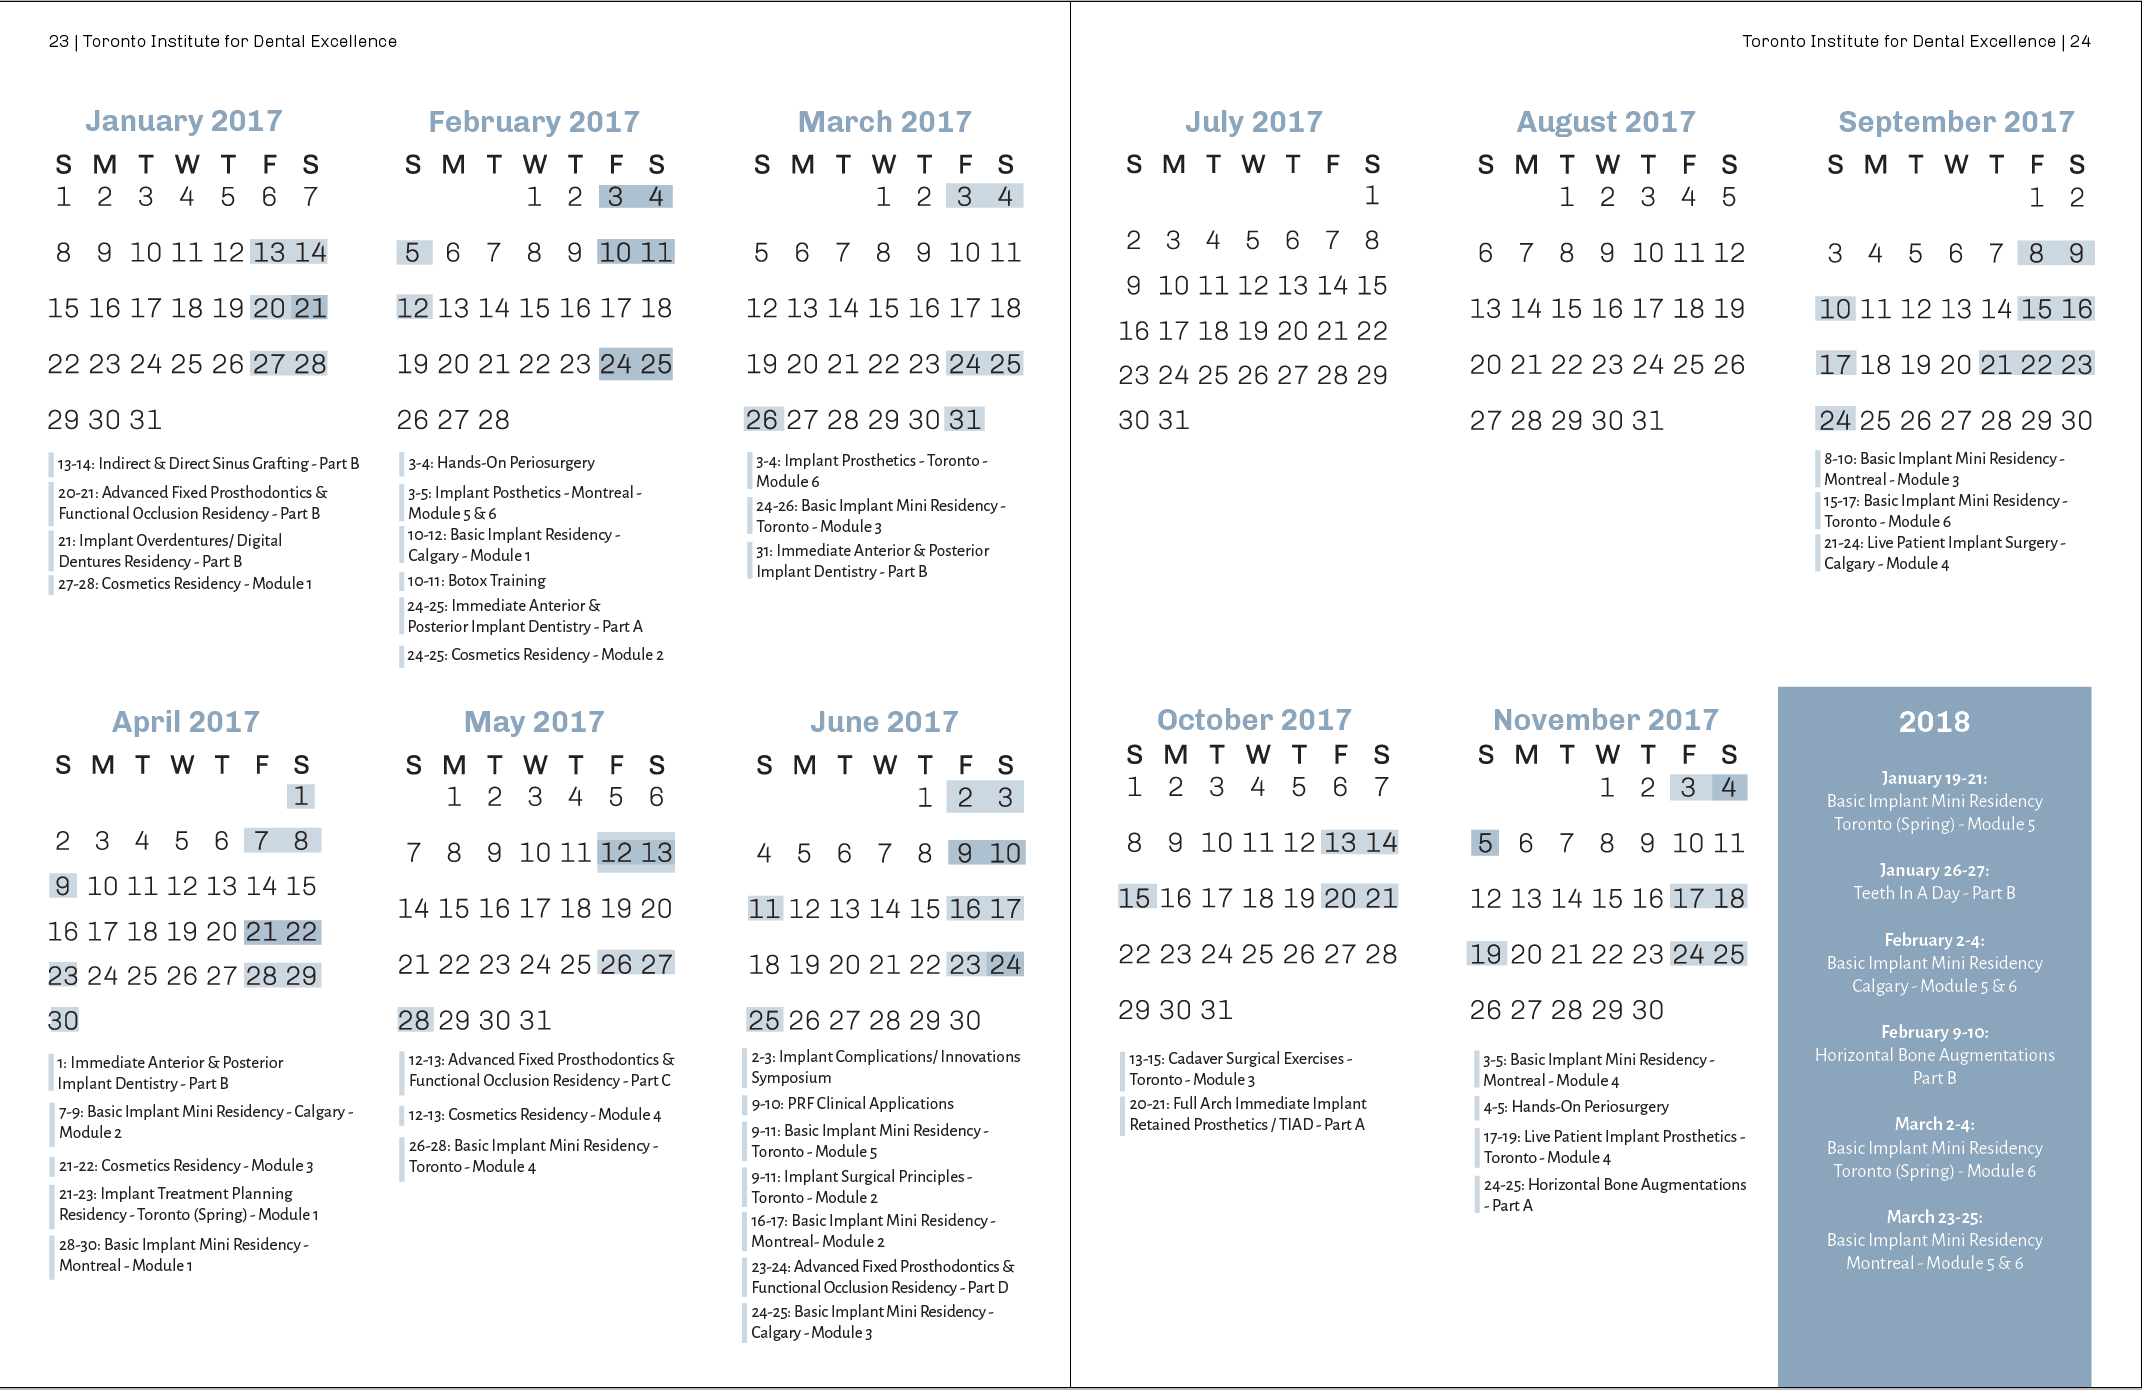 23 | Toronto Institute for Dental Excellence
January 2017
S M T W T F S
1 2 3 4 5 6 7
8 9 10 11 12 13 14
15 16 17 18 19 20 21
22 23 24 25 26 27 28
29 30 31
13-14: Indirect & Direct Sinus Grafting - Part B
20-21: Advanced Fixed Prosthodontics &
Functional Occlusion Residency - Part B
21: Implant Overdentures/ Digital
Dentures Residency - Part B
27-28: Cosmetics Residency - Module 1
February 2017
S M T W T F S
1 2 3 4
5 6 7 8 9 10 11
12 13 14 15 16 17 18
19 20 21 22 23 24 25
26 27 28
3-4: Hands-On Periosurgery
3-5: Implant Posthetics - Montreal -
Module 5 & 6
10-12: Basic Implant Residency -
Calgary - Module 1
10-11: Botox Training
24-25: Immediate Anterior &
Posterior Implant Dentistry - Part A
24-25: Cosmetics Residency - Module 2
March 2017
S M T W T F S
1 2 3 4
5 6 7 8 9 10 11
12 13 14 15 16 17 18
19 20 21 22 23 24 25
26 27 28 29 30 31
3-4: Implant Prosthetics - Toronto -
Module 6
24-26: Basic Implant Mini Residency -
Toronto - Module 3
31: Immediate Anterior & Posterior
Implant Dentistry - Part B
April 2017
S M T W T F S
1
2 3 4 5 6 7 8
9 10 11 12 13 14 15
16 17 18 19 20 21 22
23 24 25 26 27 28 29
30
1: Immediate Anterior & Posterior
Implant Dentistry - Part B
7-9: Basic Implant Mini Residency - Calgary -
Module 2
21-22: Cosmetics Residency - Module 3
21-23: Implant Treatment Planning
Residency - Toronto (Spring) - Module 1
28-30: Basic Implant Mini Residency -
Montreal - Module 1
May 2017
S M T W T F S
1 2 3 4 5 6
7 8 9 10 11 12 13
14 15 16 17 18 19 20
21 22 23 24 25 26 27
28 29 30 31
12-13: Advanced Fixed Prosthodontics &
Functional Occlusion Residency - Part C
12-13: Cosmetics Residency - Module 4
26-28: Basic Implant Mini Residency -
Toronto - Module 4
June 2017
S M T W T F S
1 2 3
4 5 6 7 8 9 10
11 12 13 14 15 16 17
18 19 20 21 22 23 24
25 26 27 28 29 30
2-3: Implant Complications/ Innovations
Symposium
9-10: PRF Clinical Applications
9-11: Basic Implant Mini Residency -
Toronto - Module 5
9-11: Implant Surgical Principles -
Toronto - Module 2
16-17: Basic Implant Mini Residency -
Montreal- Module 2
23-24: Advanced Fixed Prosthodontics &
Functional Occlusion Residency - Part D
24-25: Basic Implant Mini Residency -
Calgary - Module 3
Toronto Institute for Dental Excellence | 24
July 2017
S M T W T F S
1
2 3 4 5 6 7 8
9 10 11 12 13 14 15
16 17 18 19 20 21 22
23 24 25 26 27 28 29
30 31
August 2017
S M T W T F S
1 2 3 4 5
6 7 8 9 10 11 12
13 14 15 16 17 18 19
20 21 22 23 24 25 26
27 28 29 30 31
September 2017
S M T W T F S
1 2
3 4 5 6 7 8 9
10 11 12 13 14 15 16
17 18 19 20 21 22 23
24 25 26 27 28 29 30
8-10: Basic Implant Mini Residency -
Montreal - Module 3
15-17: Basic Implant Mini Residency -
Toronto - Module 6
21-24: Live Patient Implant Surgery -
Calgary - Module 4
October 2017
S M T W T F S
1 2 3 4 5 6 7
8 9 10 11 12 13 14
15 16 17 18 19 20 21
22 23 24 25 26 27 28
29 30 31
13-15: Cadaver Surgical Exercises -
Toronto - Module 3
20-21: Full Arch Immediate Implant
Retained Prosthetics / TIAD - Part A
November 2017
S M T W T F S
1 2 3 4
5 6 7 8 9 10 11
12 13 14 15 16 17 18
19 20 21 22 23 24 25
26 27 28 29 30
3-5: Basic Implant Mini Residency -
Montreal - Module 4
4-5: Hands-On Periosurgery
17-19: Live Patient Implant Prosthetics -
Toronto - Module 4
24-25: Horizontal Bone Augmentations
- Part A
2018
January 19-21:
Basic Implant Mini Residency
Toronto (Spring) - Module 5
January 26-27:
Teeth In A Day - Part B
February 2-4:
Basic Implant Mini Residency
Calgary - Module 5 & 6
February 9-10:
Horizontal Bone Augmentations
Part B
March 2-4:
Basic Implant Mini Residency
Toronto (Spring) - Module 6
March 23-25:
Basic Implant Mini Residency
Montreal - Module 5 & 6